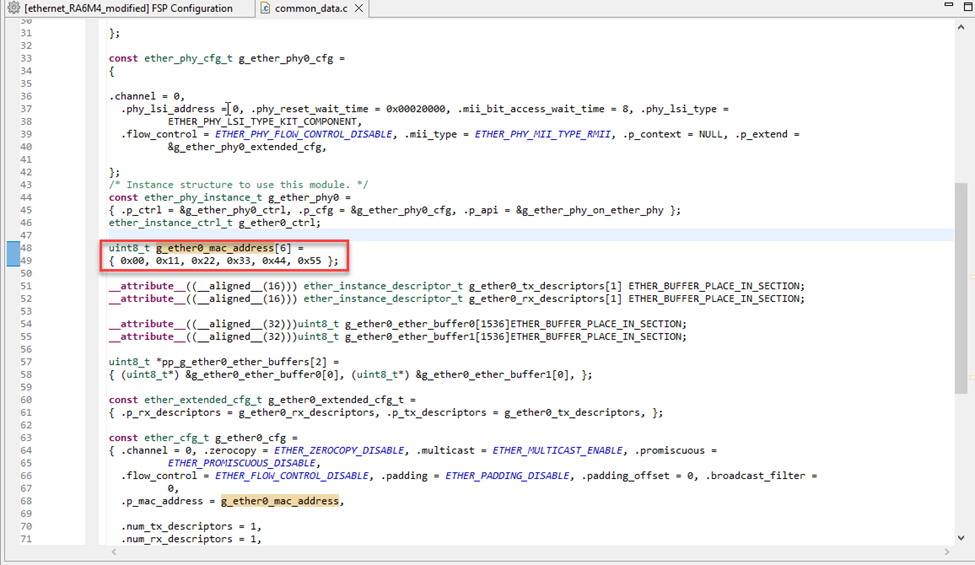 [ethernet_RA6M4_modified] FSP Configuration
common_data.c
30
31 };
32
33 const ether_phy_cfg_t g_ether_phy0_cfg =
34 {
35
36 .channel = 0,
37 .phy_lsi_address = 0, .phy_reset_wait_time = 0x00020000, .mii_bit_access_wait_time = 8, .phy_lsi_type =
38 ETHER_PHY_LSI_TYPE_KIT_COMPONENT,
39 .flow_control = ETHER_PHY_FLOW_CONTROL_DISABLE, .mii_type = ETHER_PHY_MII_TYPE_RMII, .p_context = NULL, .p_extend =
40 &g_ether_phy0_extended_cfg,
41
42 };
43 /* Instance structure to use this module. */
44 const ether_phy_instance_t g_ether_phy0 =
45 { .p_ctrl = &g_ether_phy0_ctrl, .p_cfg = &g_ether_phy0_cfg, .p_api = &g_ether_phy_on_ether_phy };
46 ether_instance_ctrl_t g_ether0_ctrl;
47
48 uint8_t g_ether0_mac_address[6] =
49 { 0x00, 0x11, 0x22, 0x33, 0x44, 0x55 };
50
51 __attribute__((__aligned__(16))) ether_instance_descriptor_t g_ether0_tx_descriptors[1] ETHER_BUFFER_PLACE_IN_SECTION;
52 __attribute__((__aligned__(16))) ether_instance_descriptor_t g_ether0_rx_descriptors[1] ETHER_BUFFER_PLACE_IN_SECTION;
53
54 __attribute__((__aligned__(32)))uint8_t g_ether0_ether_buffer0[1536]ETHER_BUFFER_PLACE_IN_SECTION;
55 __attribute__((__aligned__(32)))uint8_t g_ether0_ether_buffer1[1536]ETHER_BUFFER_PLACE_IN_SECTION;
56
57 uint8_t *pp_g_ether0_ether_buffers[2] =
58 { (uint8_t*) &g_ether0_ether_buffer0[0], (uint8_t*) &g_ether0_ether_buffer1[0], };
59
60 const ether_extended_cfg_t g_ether0_extended_cfg_t =
61 { .p_rx_descriptors = g_ether0_rx_descriptors, .p_tx_descriptors = g_ether0_tx_descriptors, };
62
63 const ether_cfg_t g_ether0_cfg =
64 { .channel = 0, .zerocopy = ETHER_ZEROCOPY_DISABLE, .multicast = ETHER_MULTICAST_ENABLE, .promiscuous =
65 ETHER_PROMISCUOUS_DISABLE,
66 .flow_control = ETHER_FLOW_CONTROL_DISABLE, .padding = ETHER_PADDING_DISABLE, .padding_offset = 0, .broadcast_filter =
67 0,
68 .p_mac_address = g_ether0_mac_address,
69
70 .num_tx_descriptors = 1,
71 .num_rx_descriptors = 1,